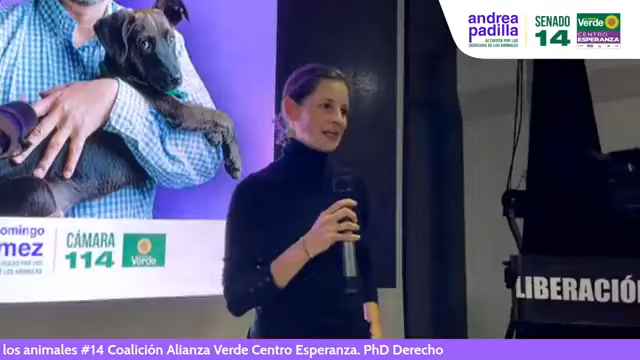 andrea
padilla
ACTIVISTA POR LOS
DERECHOS DE LOS ANIMALES
SENADO
14
Verde
CENTRO
ESPERANZA
omingo
mez
CÁMARA
114
Verde
LIBERACIÓN
los animales #14 Coalición Alianza Verde Centro Esperanza. PhD Derecho